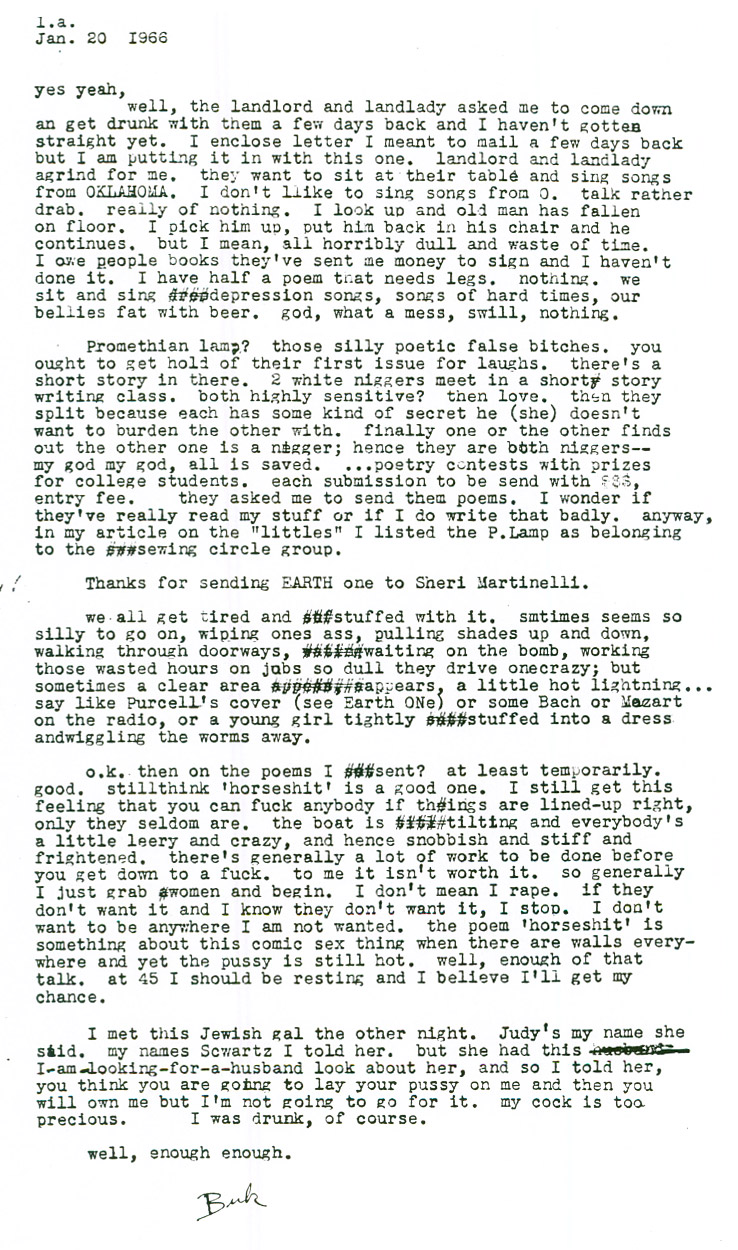 l.a.
Jan. 20 1966
yes yeah,
well, the landlord and landlady asked me to come down
an get drunk with them a few days back and I haven't gotten
straight yet. I enclose letter I meant to mail a few days back
but I am putting it in with this one. landlord and landlady
agrind for me. they want to sit at their table and sing songs
from OKLAHOMA. I don't llike to sing songs from O. talk rather
drab. really of nothing. I look up and old man has fallen
on floor. I pick him up, put him back in his chair and he
continues. but I mean, all horribly dull and waste of time.
I owe people books they've sent me money to sign and I haven't
done it. I have half a poem that needs legs. nothing. we
sit and sing ####depression songs, songs of hard times, our
bellies fat with beer. god, what a mess, swill, nothing.
Promethian lamp? those silly poetic false bitches. you
ought to get hold of their first issue for laughs. there's a
short story in there. 2 white niggers meet in a short# story
writing class. both highly sensitive? then love. then they
split because each has some kind of secret he (she) doesn't
want to burden the other with. finally one or the other finds
out the other one is a nigger; hence they are both niggers--
my god my god, all is saved. ...poetry contests with prizes
for college students. each submission to be send with $$$,
entry fee. they asked me to send them poems. I wonder if
they've really read my stuff or if I do write that badly. anyway,
in my article on the "littles" I listed the P.Lamp as belonging
to the ###sewing circle group.
Thanks for sending EARTH one to Sheri Martinelli.
we all get tired and ###stuffed with it. smtimes seems so
silly to go on, wiping ones ass, pulling shades up and down,
walking through doorways, ######waiting on the bomb, working
those wasted hours on jobs so dull they drive onecrazy; but
sometimes a clear area #########appears, a little hot lightning...
say like Purcell's cover (see Earth ONe) or some Bach or Mozart
on the radio, or a young girl tightly ####stuffed into a dress
andwiggling the worms away.
o.k. then on the poems I ###sent? at least temporarily.
good. stillthink 'horseshit' is a good one. I still get this
feeling that you can fuck anybody if th#ings are lined-up right,
only they seldom are. the boat is #####tilting and everybody's
a little leery and crazy, and hence snobbish and stiff and
frightened. there's generally a lot of work to be done before
you get down to a fuck. to me it isn't worth it. so generally
I just grab #women and begin. I don't mean I rape. if they
don't want it and I know they don't want it, I stop. I don't
want to be anywhere I am not wanted. the poem 'horseshit' is
something about this comic sex thing when there are walls every-
where and yet the pussy is still hot. well, enough of that
talk. at 45 I should be resting and I believe I'll get my
chance.
I met this Jewish gal the other night. Judy's my name she
said. my names Scwartz I told her. but she had this
I-am-looking-for-a-husband look about her, and so I told her,
you think you are going to lay your pussy on me and then you
will own me but I'm not going to go for it. my cock is too
precious. I was drunk, of course.
well, enough enough.
Buk